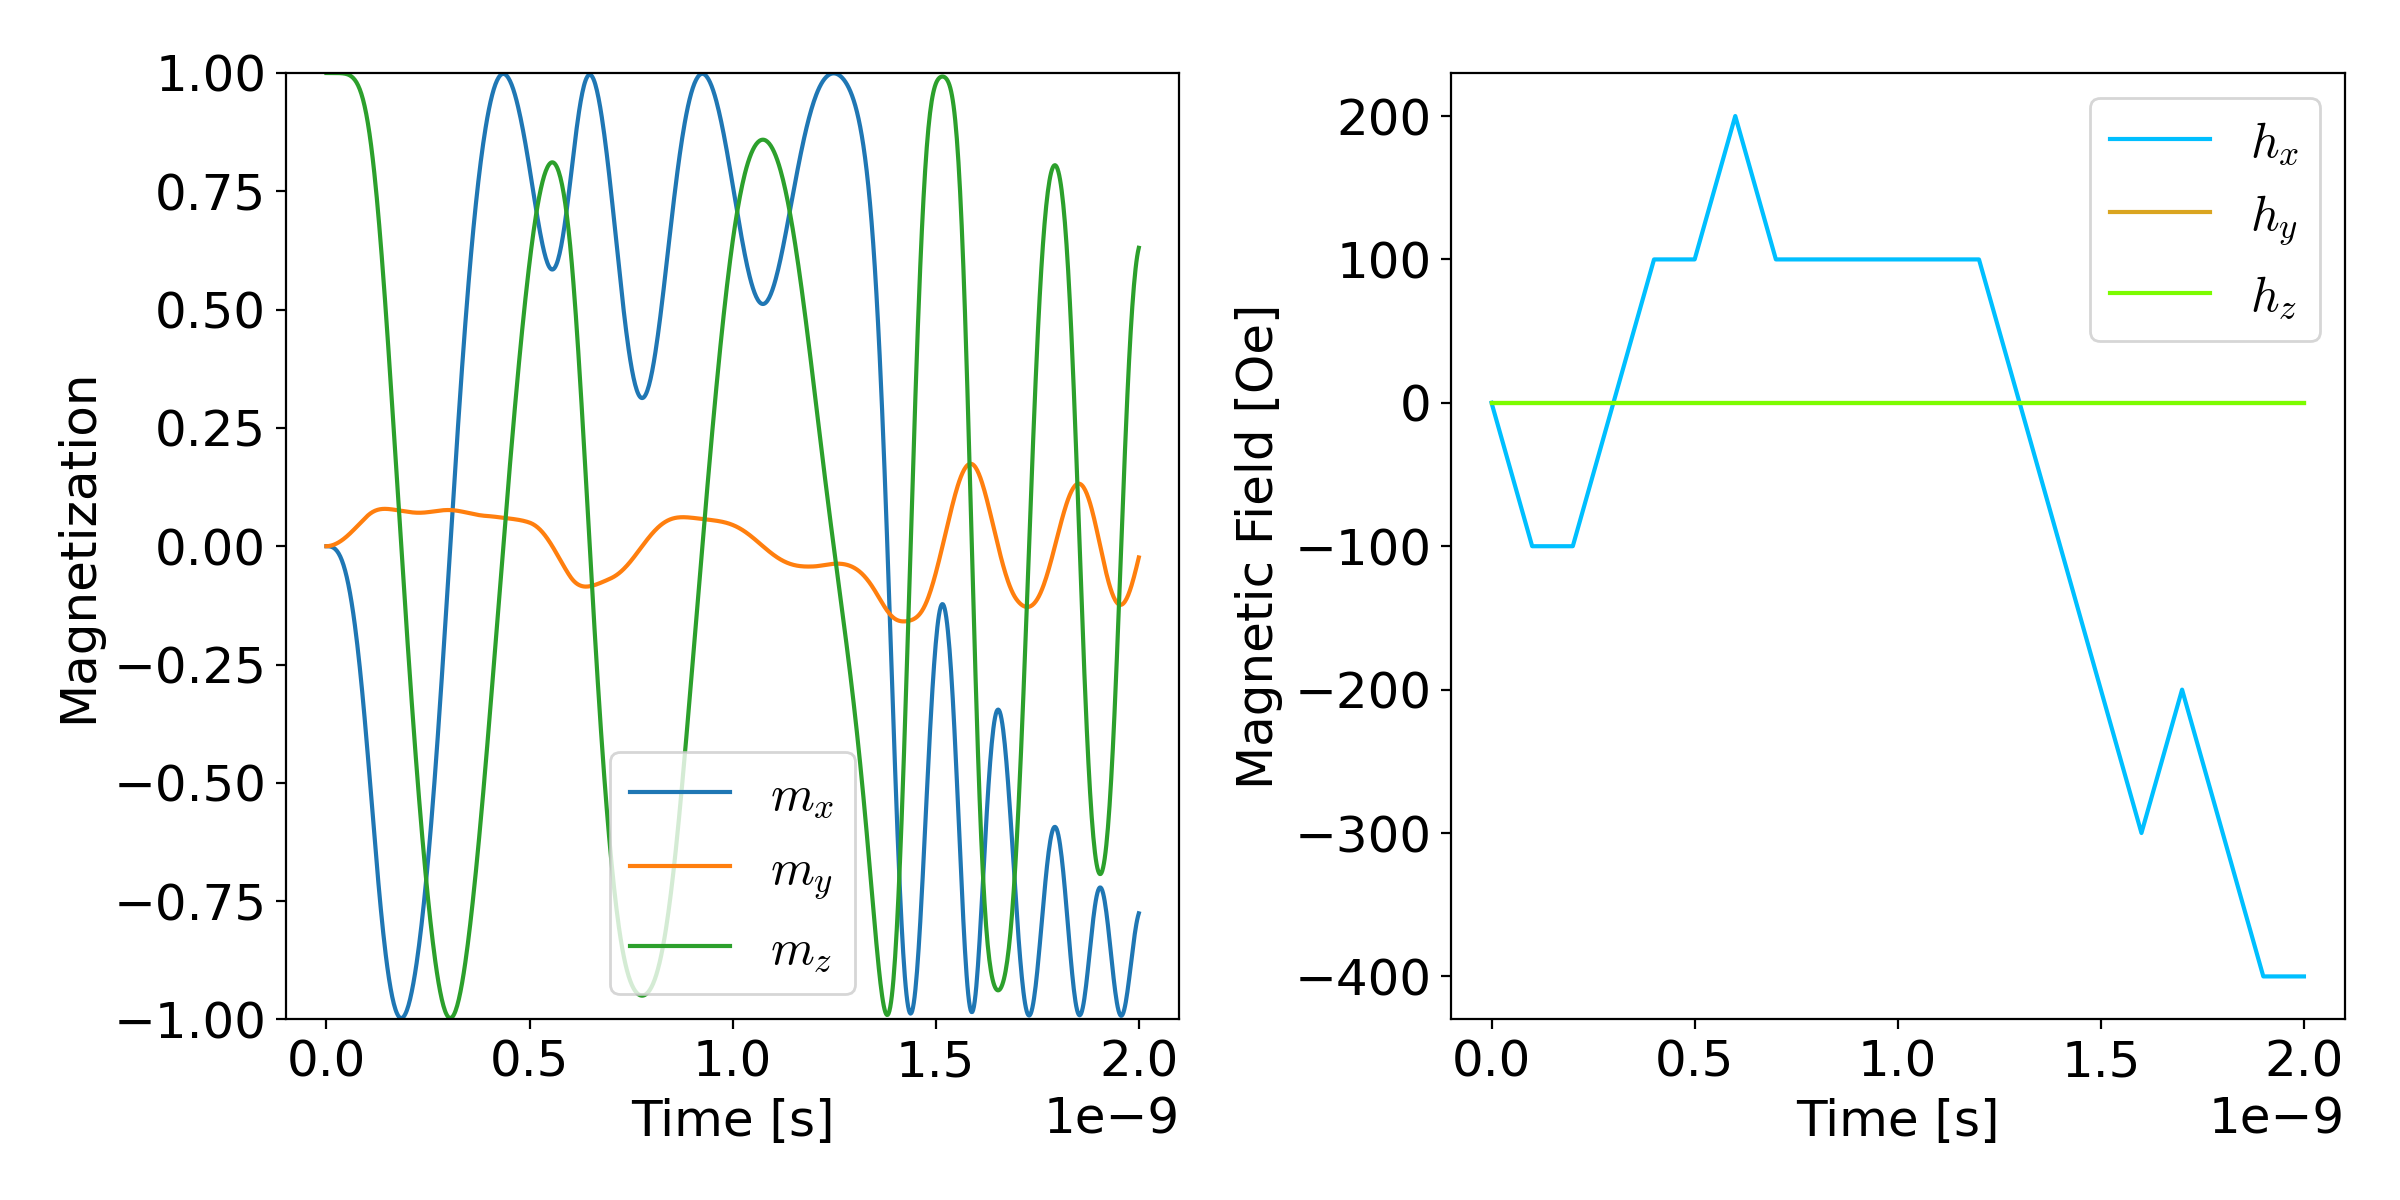 Magnetization
1.00
0.75
0.50
0.25
0.00
−0.25
−0.50
−0.75
−1.00
0.0 0.5 1.0 1.5 2.0
Time [s]
1e−9
m_x
m_y
m_z
Magnetic Field [Oe]
200
100
0
−100
−200
−300
−400
0.0 0.5 1.0 1.5 2.0
Time [s]
1e−9
h_x
h_y
h_z